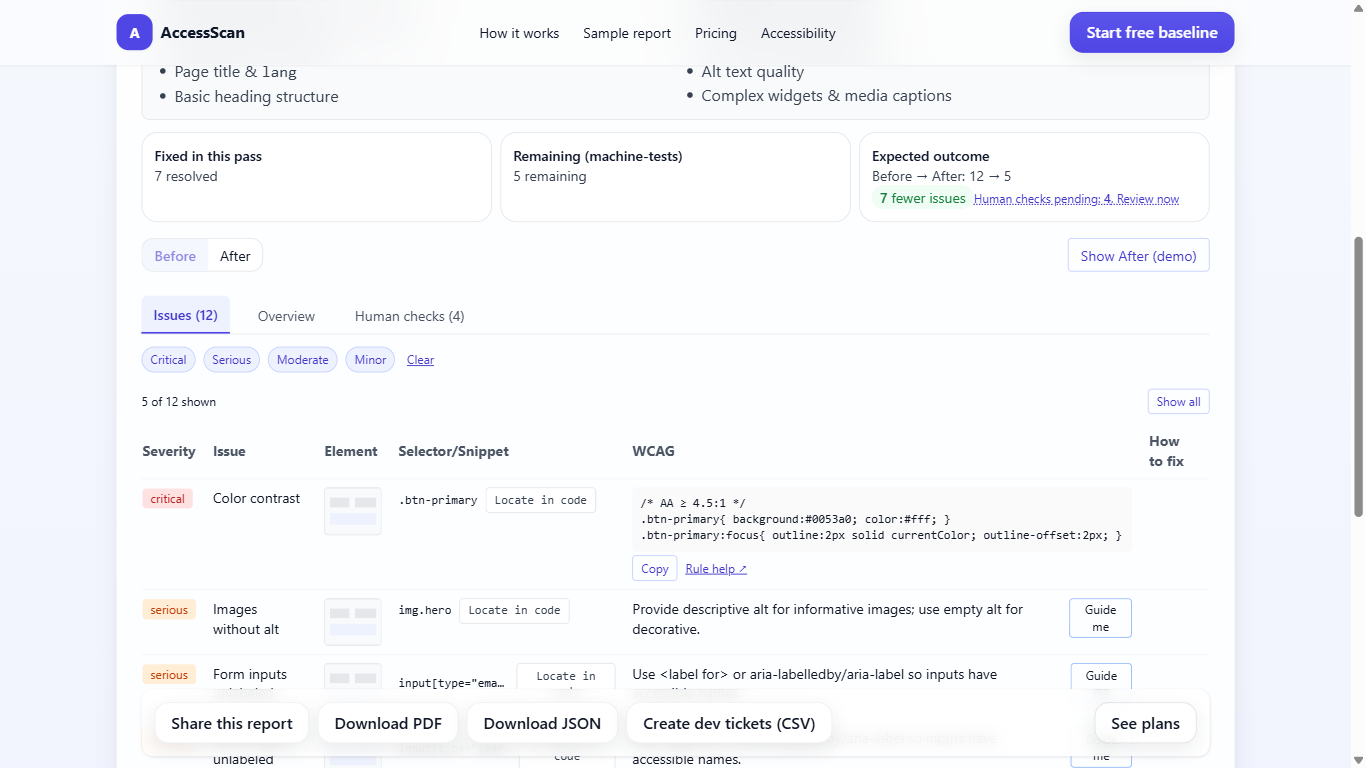 A AccessScan How it works Sample report Pricing Accessibility Start free baseline
• Page title & lang • Alt text quality
• Basic heading structure • Complex widgets & media captions
Fixed in this pass
7 resolved
Remaining (machine-tests)
5 remaining
Expected outcome
Before → After: 12 → 5
7 fewer issues Human checks pending: 4. Review now
Before After Show After (demo)
Issues (12) Overview Human checks (4)
Critical Serious Moderate Minor Clear
5 of 12 shown Show all
Severity Issue Element Selector/Snippet WCAG How to fix
critical Color contrast .btn-primary Locate in code
/* AA ≥ 4.5:1 */
.btn-primary{ background:#0053a0; color:#fff; }
.btn-primary:focus{ outline:2px solid currentColor; outline-offset:2px; }
Copy Rule help ↗
serious Images without alt img.hero Locate in code
Provide descriptive alt for informative images; use empty alt for
decorative.
Guide me
serious Form inputs input[type="ema… Locate in
Use <label for> or aria-labelledby/aria-label so inputs have
Guide
Share this report Download PDF Download JSON Create dev tickets (CSV) See plans
unlabeled code accessible names. me